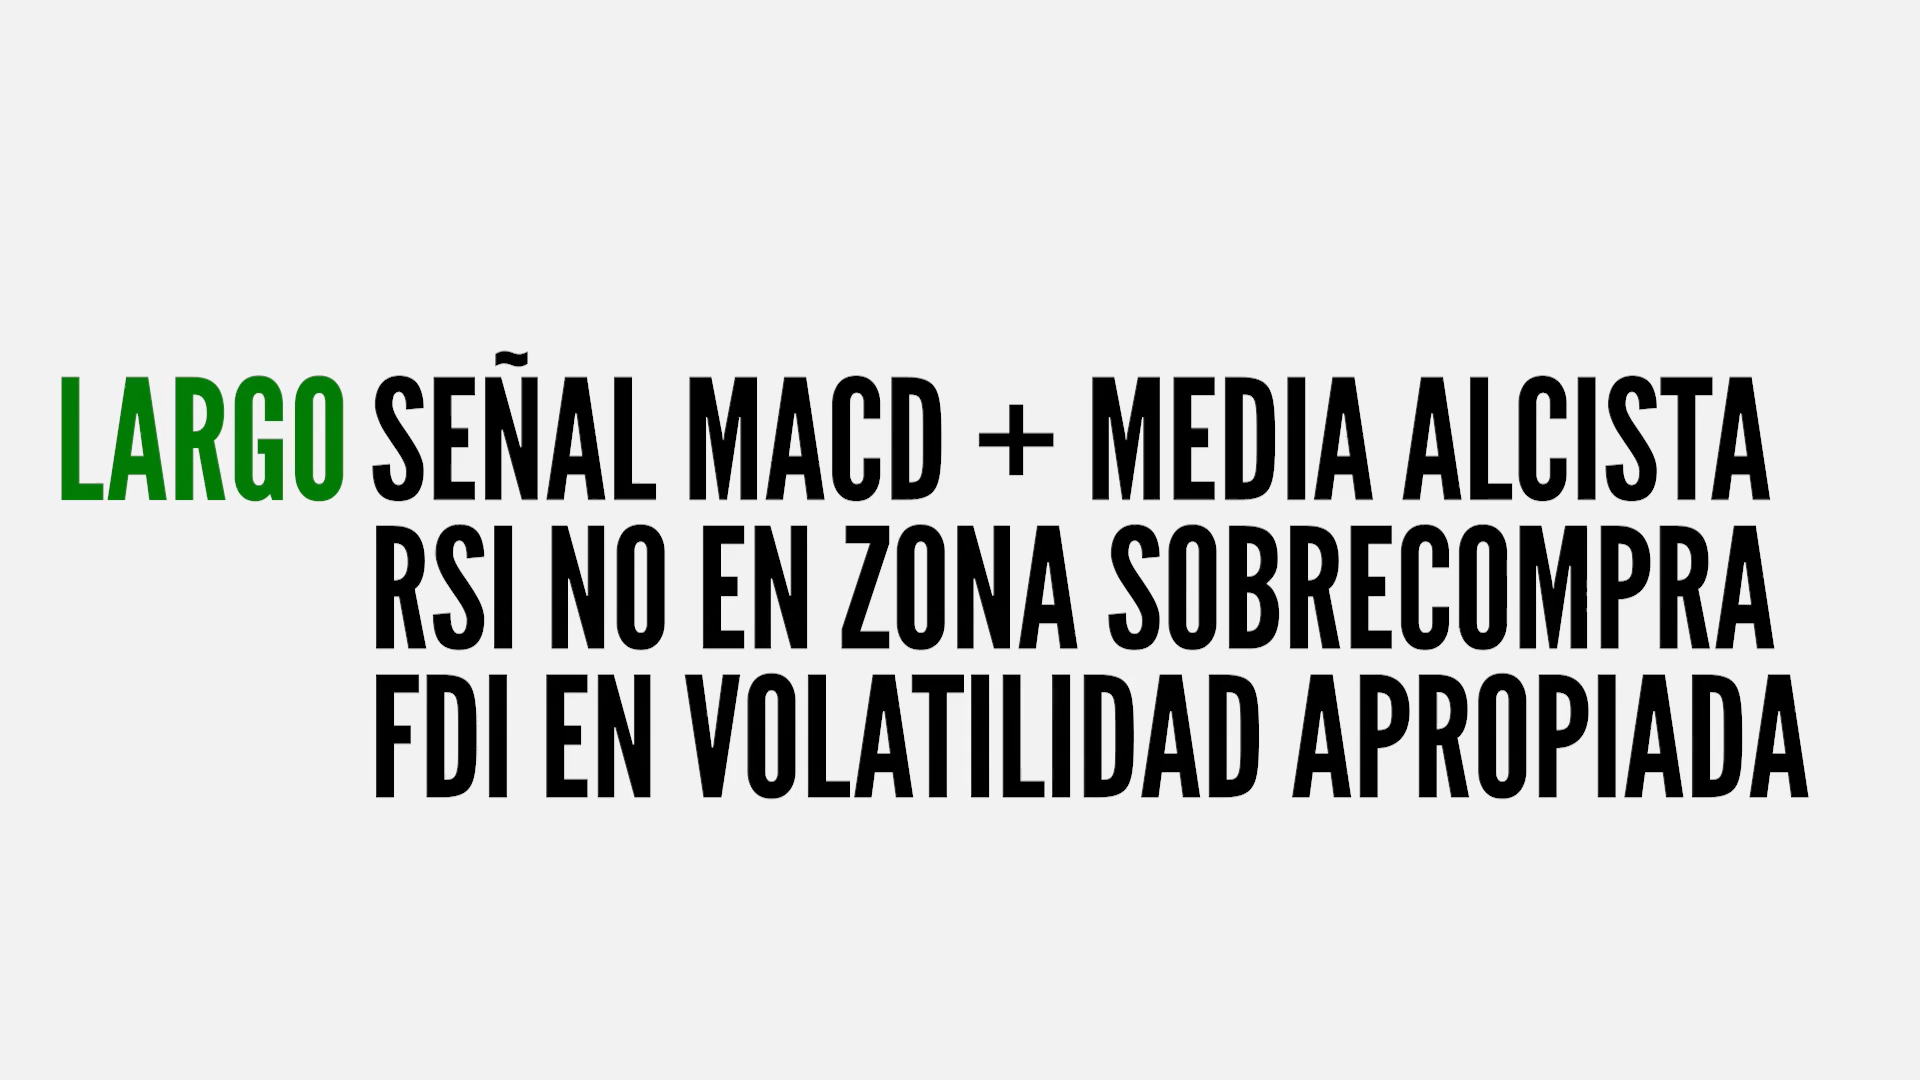 LARGO SEÑAL MACD + MEDIA ALCISTA
RSI NO EN ZONA SOBRECOMPRA
FDI EN VOLATILIDAD APROPIADA